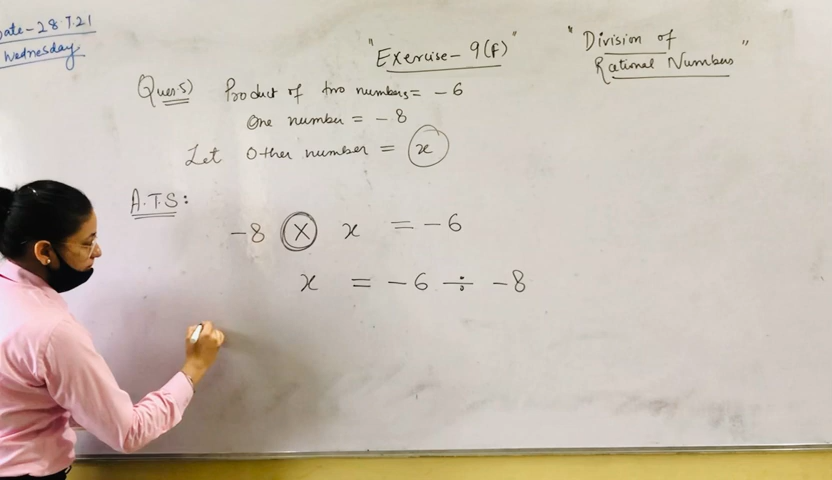 Date-28.7.21
Wednesday
"Exercise-9(f)"
"Division of
Rational Numbers"
Ques.5) Product of two numbers = -6
One number = -8
Let Other number = x
A.T.S:
-8 × x = -6
x = -6 ÷ -8